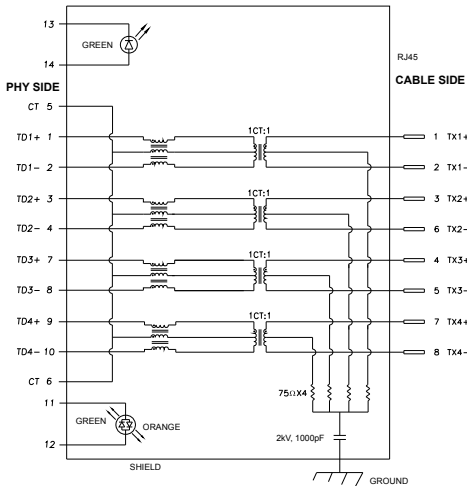 13
GREEN
14
RJ45
PHY SIDE
CABLE SIDE
CT 5
TD1+ 1
1CT:1
1 TX1+
TD1- 2
2 TX1-
TD2+ 3
1CT:1
3 TX2+
TD2- 4
6 TX2-
TD3+ 7
1CT:1
4 TX3+
TD3- 8
5 TX3-
TD4+ 9
1CT:1
7 TX4+
TD4- 10
8 TX4-
CT 6
75ΩX4
11
GREEN
ORANGE
12
2kV, 1000pF
SHIELD
GROUND